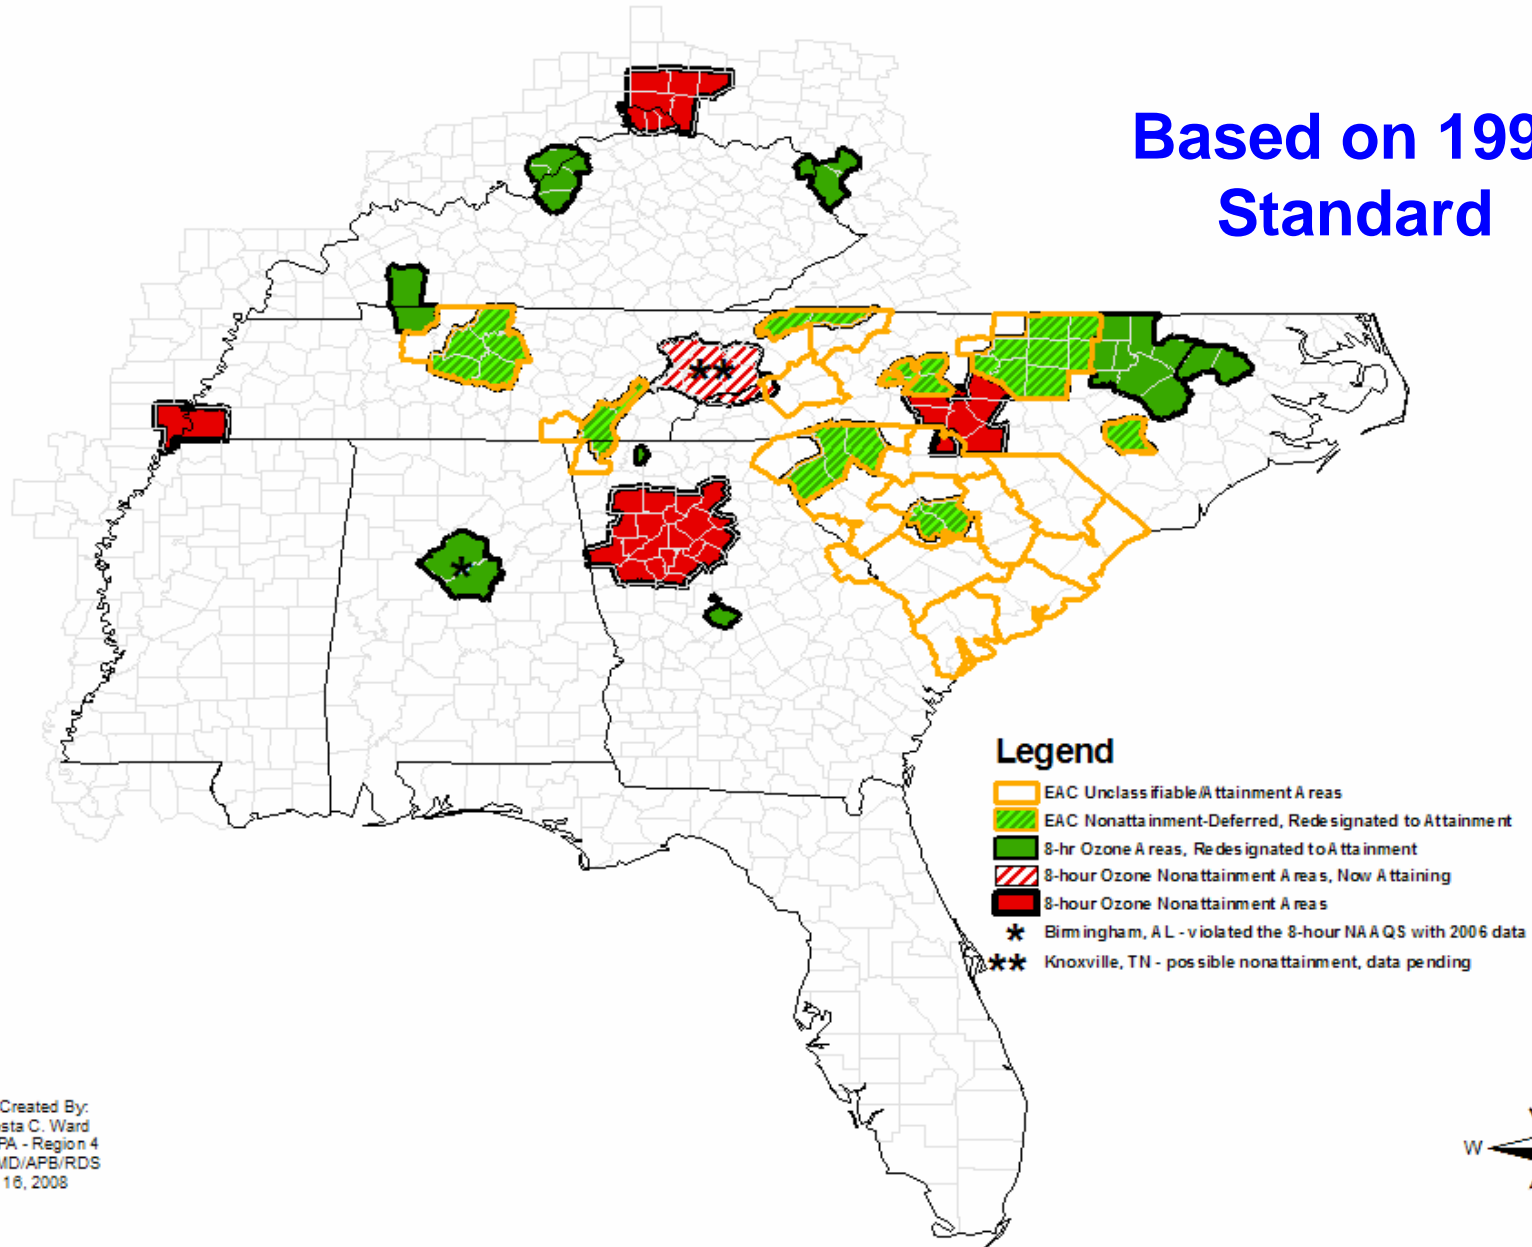 Based on 199
Standard
Legend
EAC Unclassifiable/Attainment Areas
EAC Nonattainment-Deferred, Redesignated to Attainment
8-hr Ozone Areas, Redesignated to Attainment
8-hour Ozone Nonattainment Areas, Now Attaining
8-hour Ozone Nonattainment Areas
* Birmingham, AL - violated the 8-hour NAAQS with 2006 data
** Knoxville, TN - possible nonattainment, data pending
**
*
Created By:
sta C. Ward
PA - Region 4
MD/APB/RDS
16, 2008
W